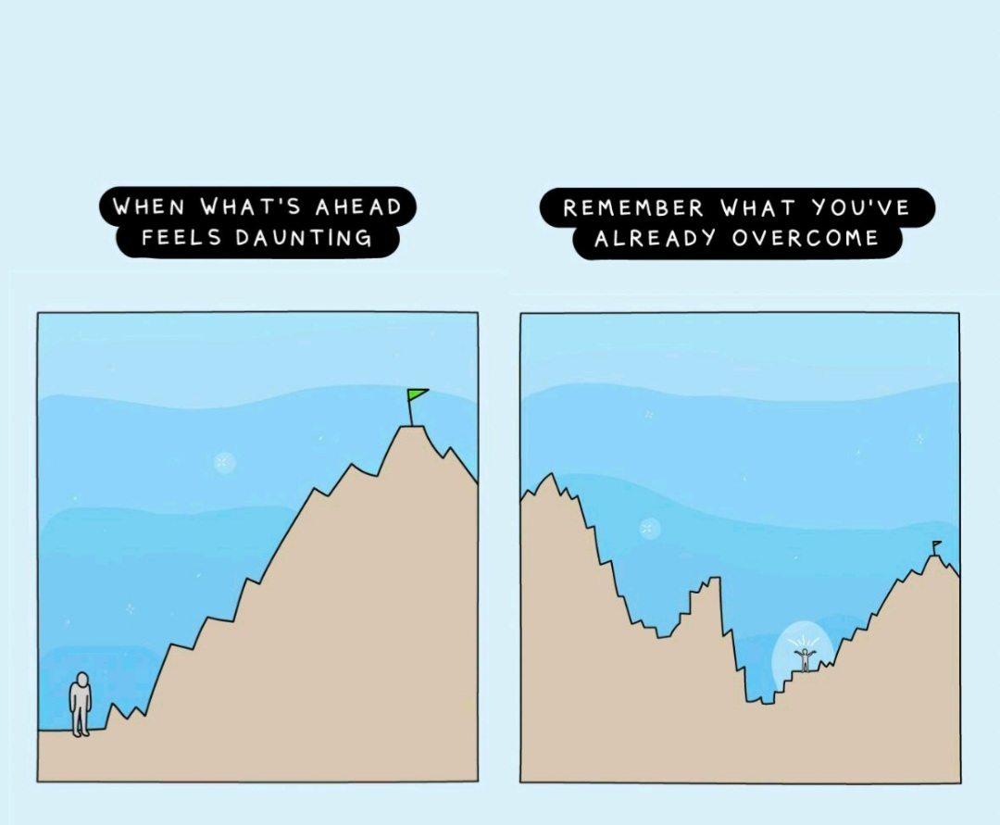 WHEN WHAT'S AHEAD
FEELS DAUNTING
REMEMBER WHAT YOU'VE
ALREADY OVERCOME